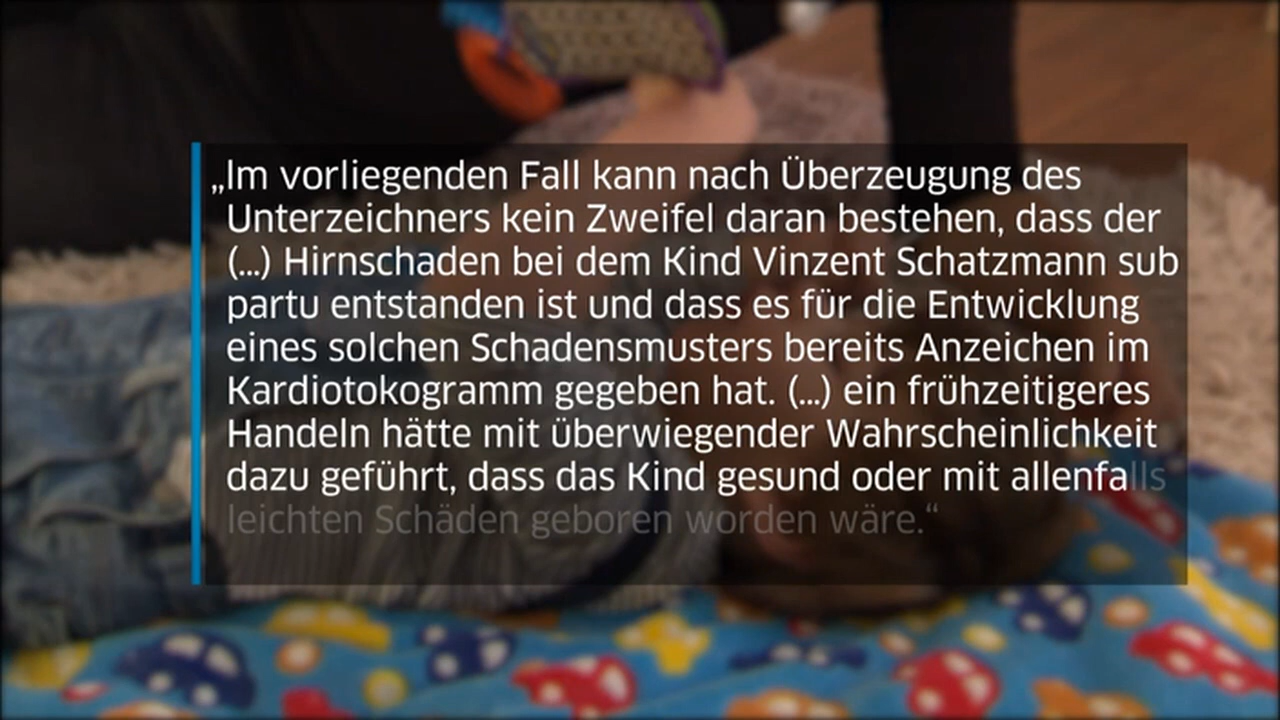 „Im vorliegenden Fall kann nach Überzeugung des
Unterzeichners kein Zweifel daran bestehen, dass der
(...) Hirnschaden bei dem Kind Vinzent Schatzmann sub
partu entstanden ist und dass es für die Entwicklung
eines solchen Schadensmusters bereits Anzeichen im
Kardiotokogramm gegeben hat. (...) ein frühzeitigeres
Handeln hätte mit überwiegender Wahrscheinlichkeit
dazu geführt, dass das Kind gesund oder mit allenfalls
leichten Schäden geboren worden wäre.“